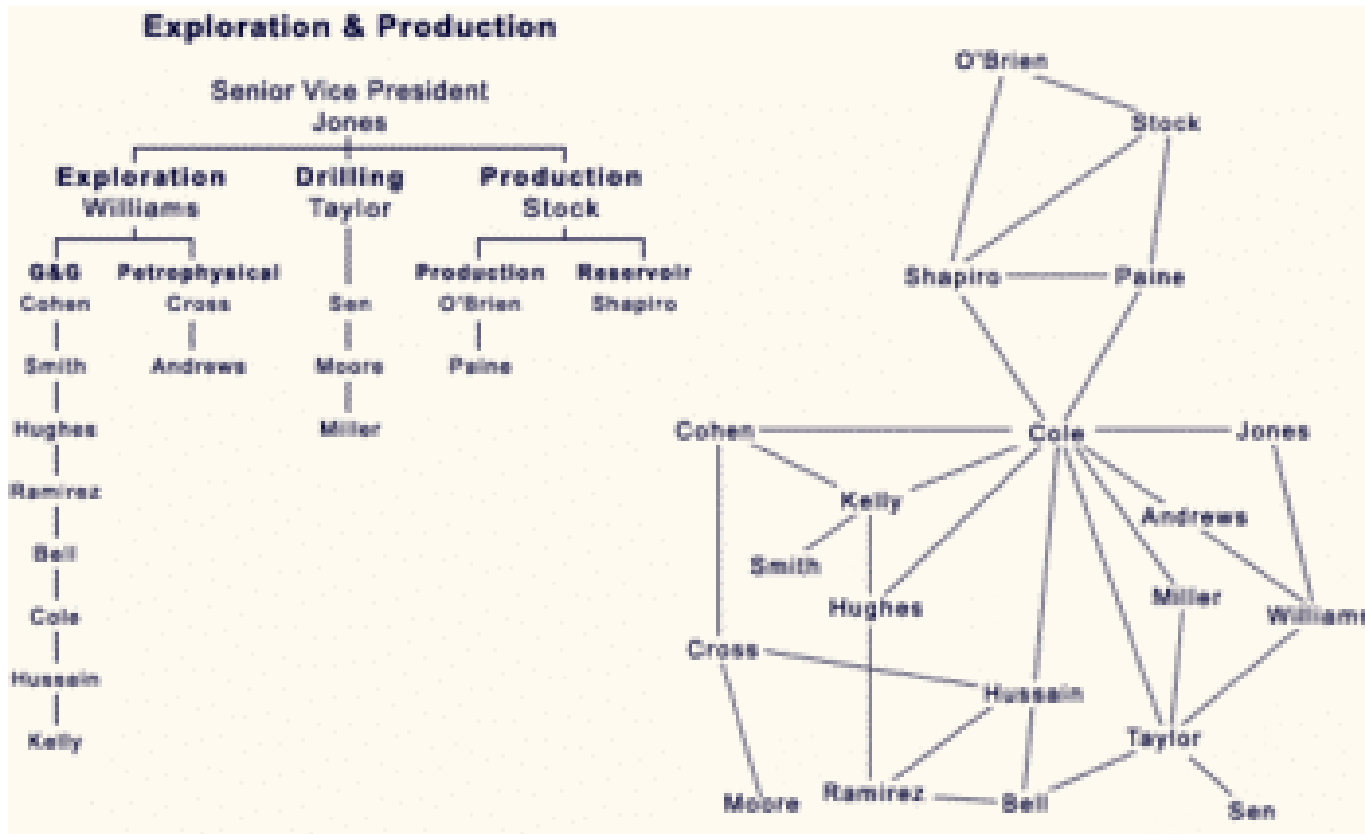 Exploration & Production
Senior Vice President
Jones
Exploration Drilling Production
Williams Taylor Stock
G&G Petrophysical Production Reservoir
Cohen Cross Sen O'Brien Shapiro
Smith Andrews Moore Paine
Hughes Miller
Ramirez
Bell
Cole
Hussain
Kelly
O'Brien
Stock
Shapiro Paine
Cohen Cole Jones
Kelly
Andrews
Smith
Miller
Hughes
Williams
Cross
Hussain
Taylor
Ramirez
Moore Bell
Sen